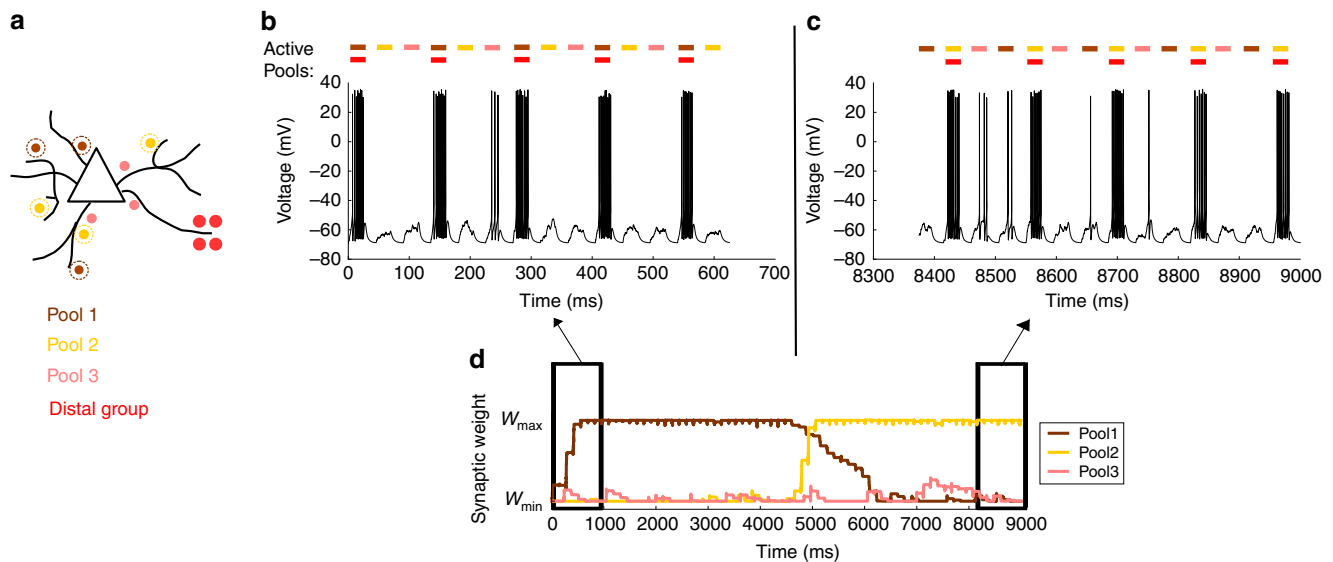 a
Pool 1
Pool 2
Pool 3
Distal group
b
Active
Pools:
40
20
0
−20
−40
−60
−80
Voltage (mV)
0 100 200 300 400 500 600 700
Time (ms)
c
40
20
0
−20
−40
−60
−80
Voltage (mV)
8300 8400 8500 8600 8700 8800 8900 9000
Time (ms)
d
Synaptic weight
Wmax
Wmin
0 1000 2000 3000 4000 5000 6000 7000 8000 9000
Time (ms)
Pool1
Pool2
Pool3